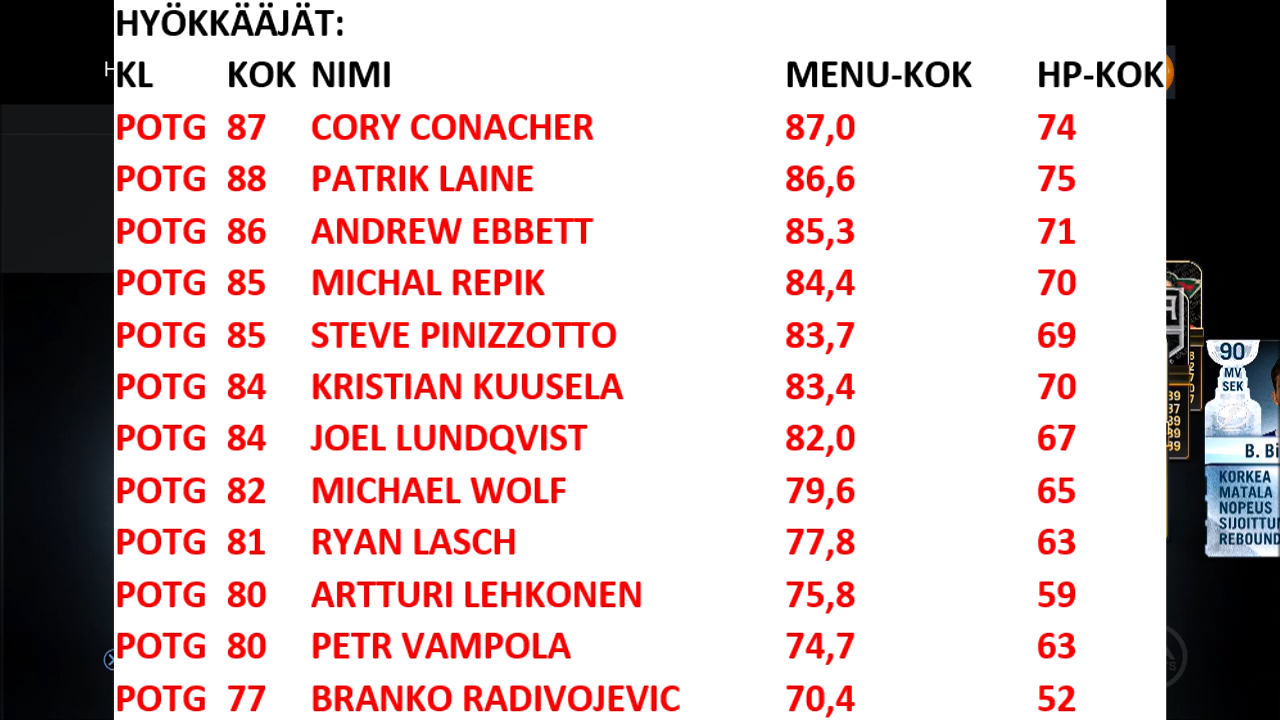 HYÖKKÄÄJÄT:
H
KL KOK NIMI MENU-KOK HP-KOK
POTG 87 CORY CONACHER 87,0 74
POTG 88 PATRIK LAINE 86,6 75
POTG 86 ANDREW EBBETT 85,3 71
POTG 85 MICHAL REPIK 84,4 70
POTG 85 STEVE PINIZZOTTO 83,7 69
POTG 84 KRISTIAN KUUSELA 83,4 70
POTG 84 JOEL LUNDQVIST 82,0 67
POTG 82 MICHAEL WOLF 79,6 65
POTG 81 RYAN LASCH 77,8 63
POTG 80 ARTTURI LEHKONEN 75,8 59
POTG 80 PETR VAMPOLA 74,7 63
POTG 77 BRANKO RADIVOJEVIC 70,4 52
90
MV
SEK
B. Bi
KORKEA
MATALA
NOPEUS
SIJOITTU
REBOUND